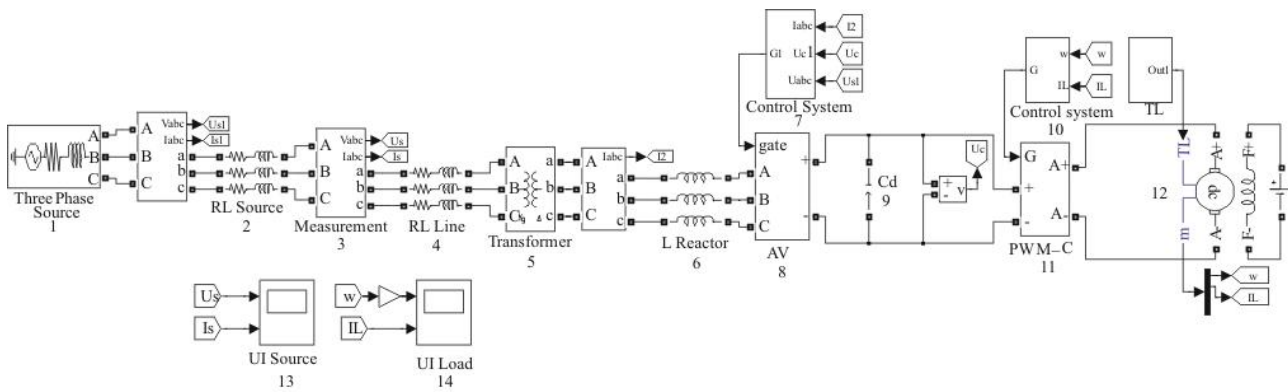 Three Phase
Source
1
A
B
C
A
B
C
Vabc
Iabc
a
b
c
Us1
Is1
RL Source
2
A
B
C
Vabc
Iabc
a
b
c
Us
Is
Measurement
3
RL Line
4
A
B
C
a
b
c
Transformer
5
A
B
C
Iabc
a
b
c
I2
L Reactor
6
G1
Iabc
Uc1
Uabc
I2
Uc
Us1
Control System
7
gate
A
B
C
+
-
AV
8
Cd
9
+
-
v
Uc
G
w
IL
w
IL
Control system
10
G
+
-
A+
A-
PWM–C
11
Out1
TL
TL
m
12
A+
dc
A-
F+
F-
+
w
IL
Us
Is
UI Source
13
w
IL
UI Load
14